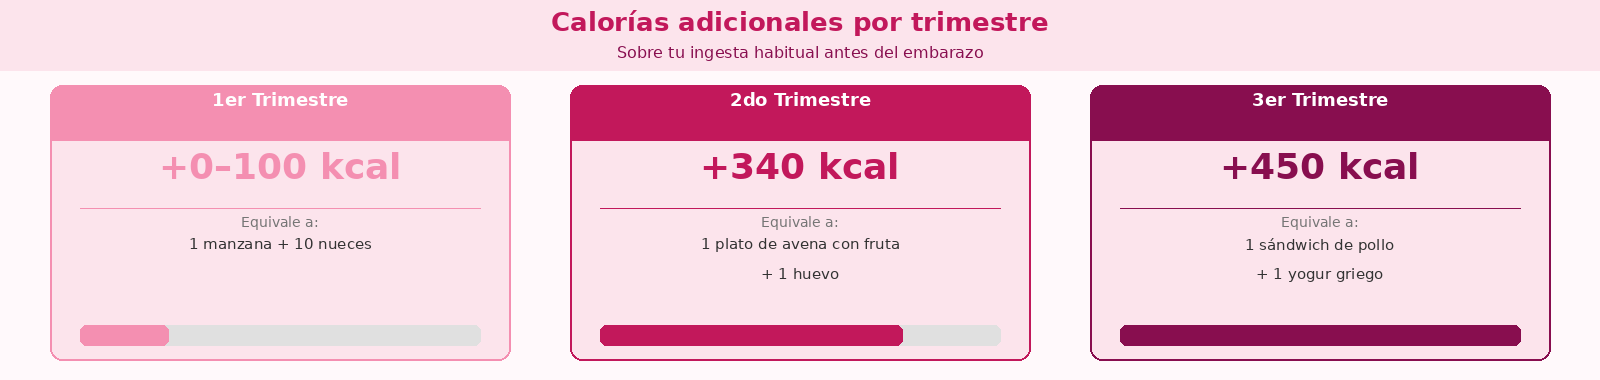 Calorías adicionales por trimestre
Sobre tu ingesta habitual antes del embarazo
1er Trimestre
+0–100 kcal
Equivale a:
1 manzana + 10 nueces
2do Trimestre
+340 kcal
Equivale a:
1 plato de avena con fruta
+ 1 huevo
3er Trimestre
+450 kcal
Equivale a:
1 sándwich de pollo
+ 1 yogur griego